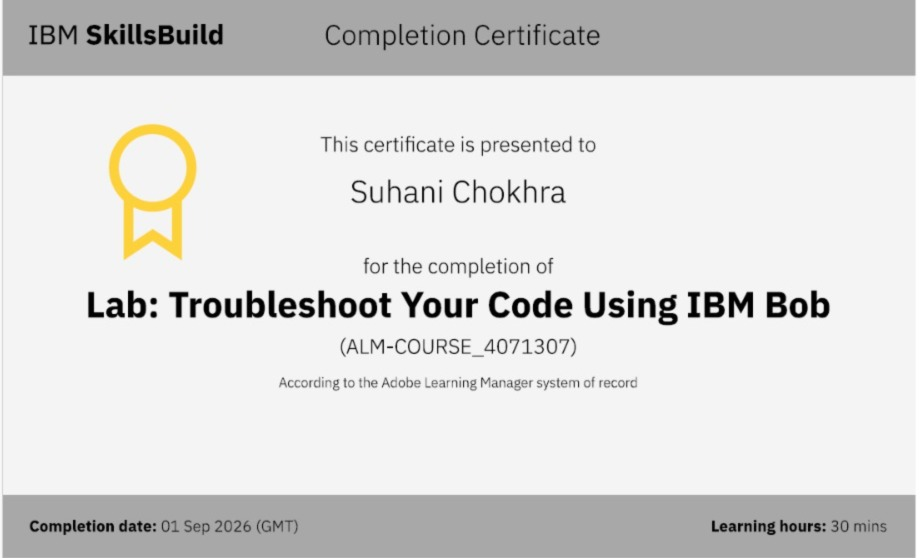 IBM SkillsBuild
Completion Certificate
This certificate is presented to
Suhani Chokhra
for the completion of
Lab: Troubleshoot Your Code Using IBM Bob
(ALM-COURSE_4071307)
According to the Adobe Learning Manager system of record
Completion date: 01 Sep 2026 (GMT)
Learning hours: 30 mins